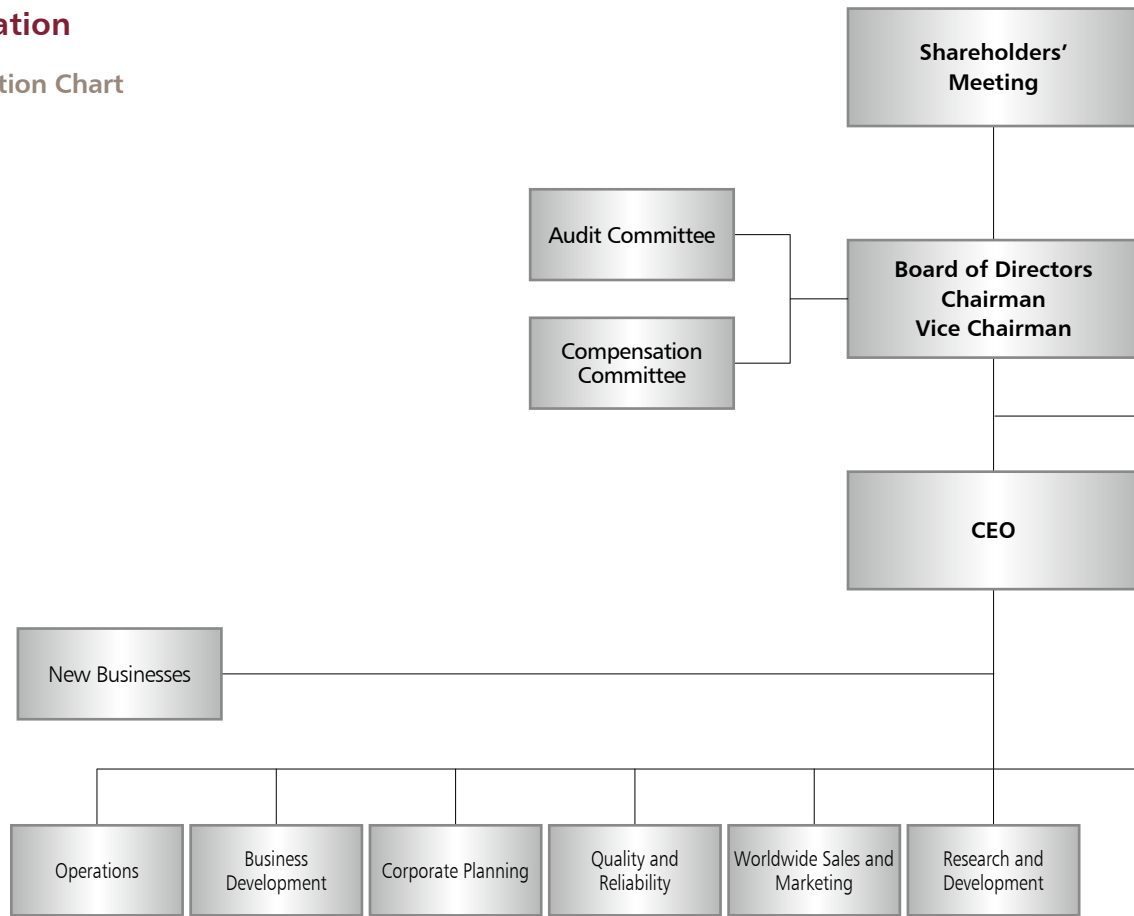 ation
tion Chart
Shareholders'
Meeting
Audit Committee
Board of Directors
Chairman
Vice Chairman
Compensation
Committee
CEO
New Businesses
Operations
Business
Development
Corporate Planning
Quality and
Reliability
Worldwide Sales and
Marketing
Research and
Development